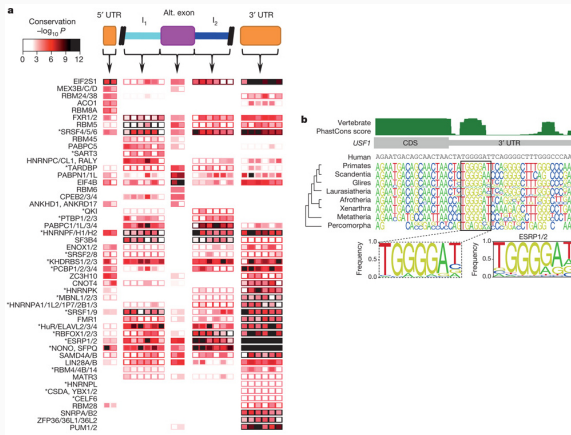 a
Conservation
–log₁₀ P
0 3 6 9 12
5′ UTR
I₁
Alt. exon
I₂
3′ UTR
EIF2S1
MEX3B/C/D
RBM24/38
ACO1
RBM8A
FXR1/2
RBM5
*SRSF4/5/6
RBM45
PABPC5
*SART3
HNRNPC/CL1, RALY
*TARDBP
PABPN1/1L
EIF4B
RBM6
CPEB2/3/4
ANKHD1, ANKRD17
*QKI
*PTBP1/2/3
PABPC1/1L/3/4
*HNRNPF/H1/H2
SF3B4
ENOX1/2
*SRSF2/8
*KHDRBS1/2/3
*PCBP1/2/3/4
ZC3H10
CNOT4
*HNRNPK
*MBNL1/2/3
*HNRNPA1/1L2/1P7/2B1/3
*SRSF1/9
FMR1
*HuR/ELAVL2/3/4
*RBFOX1/2/3
*ESRP1/2
*NONO, SFPQ
SAMD4A/B
LIN28A/B
*RBM4/4B/14
MATR3
*HNRNPL
*CSDA, YBX1/2
*CELF6
RBM28
SNRPA/B2
ZFP36/36L1/36L2
PUM1/2
b
Vertebrate
PhastCons score
USF1
CDS
3′ UTR
Human
AGAATGACAGCAACTAACTATGGGGATTCAGGGGCTTTGGGCCCAA
Primates
Scandentia
Glires
Laurasiatheria
Afrotheria
Xenarthra
Metatheria
Percomorpha
Frequency
TGGGGAT
ESRP1/2
Frequency